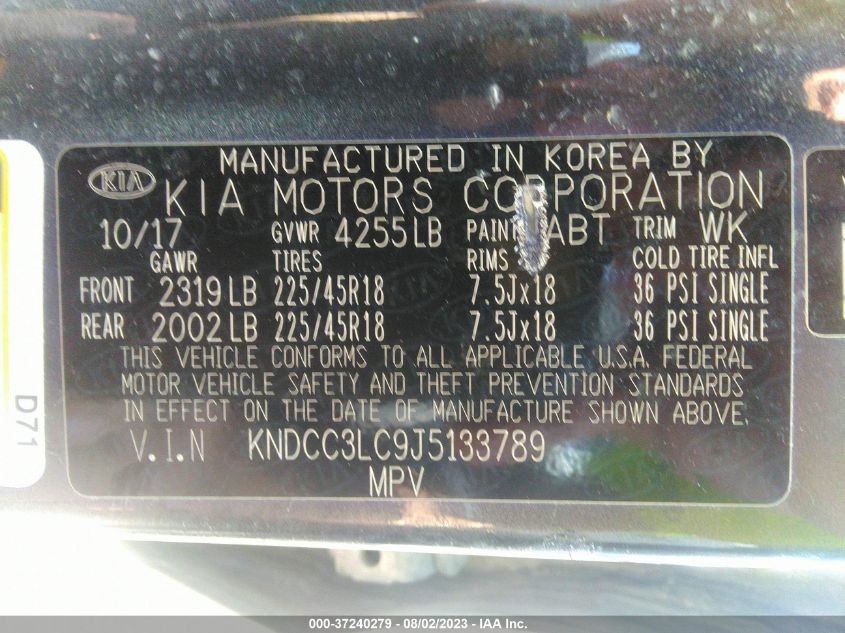 MANUFACTURED IN KOREA BY
KIA
KIA MOTORS CORPORATION
10/17 GVWR 4255LB PAINT ABT TRIM WK
GAWR TIRES RIMS COLD TIRE INFL
FRONT 2319LB 225/45R18 7.5Jx18 36 PSI SINGLE
REAR 2002LB 225/45R18 7.5Jx18 36 PSI SINGLE
THIS VEHICLE CONFORMS TO ALL APPLICABLE U.S.A. FEDERAL
MOTOR VEHICLE SAFETY AND THEFT PREVENTION STANDARDS
IN EFFECT ON THE DATE OF MANUFACTURE SHOWN ABOVE.
V.I.N KNDCC3LC9J5133789
MPV
D71
000-37240279 - 08/02/2023 - IAA Inc.